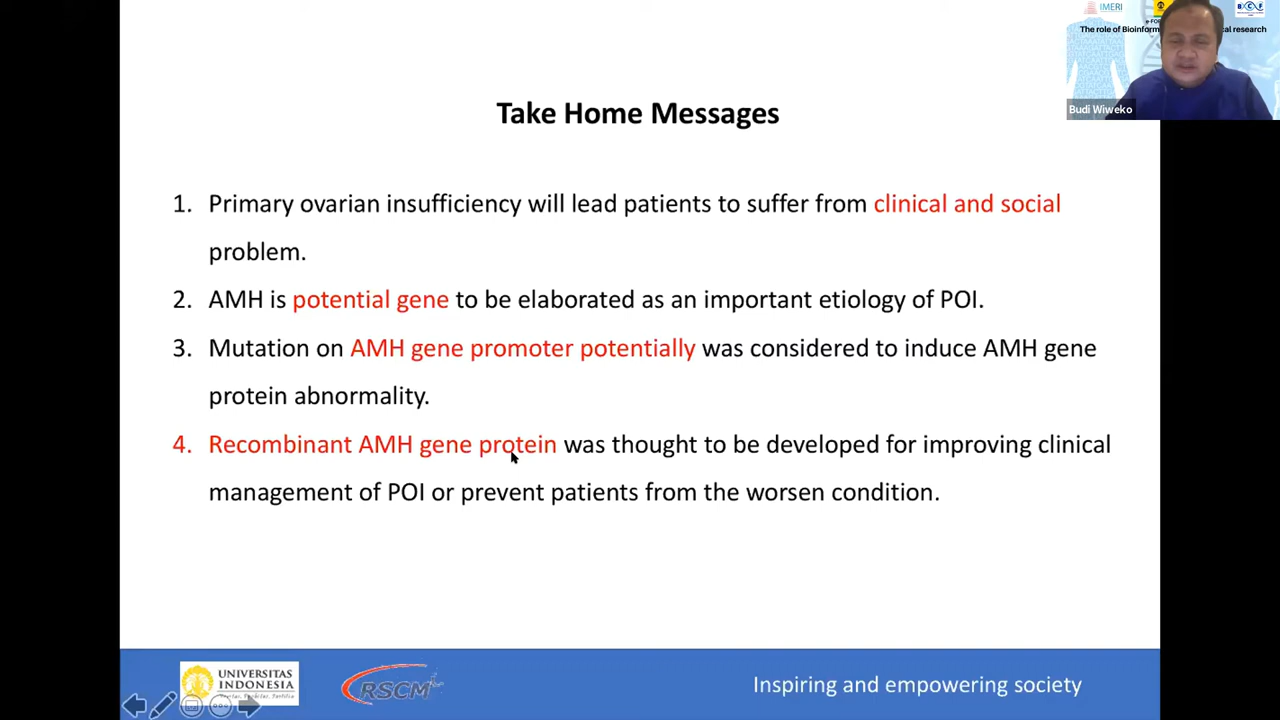 IMERI
The role of Bioinform
cal research
Budi Wiweko
Take Home Messages
1. Primary ovarian insufficiency will lead patients to suffer from clinical and social
problem.
2. AMH is potential gene to be elaborated as an important etiology of POI.
3. Mutation on AMH gene promoter potentially was considered to induce AMH gene
protein abnormality.
4. Recombinant AMH gene protein was thought to be developed for improving clinical
management of POI or prevent patients from the worsen condition.
UNIVERSITAS
INDONESIA
Veritas, Probitas, Iustitia
RSCM
Inspiring and empowering society